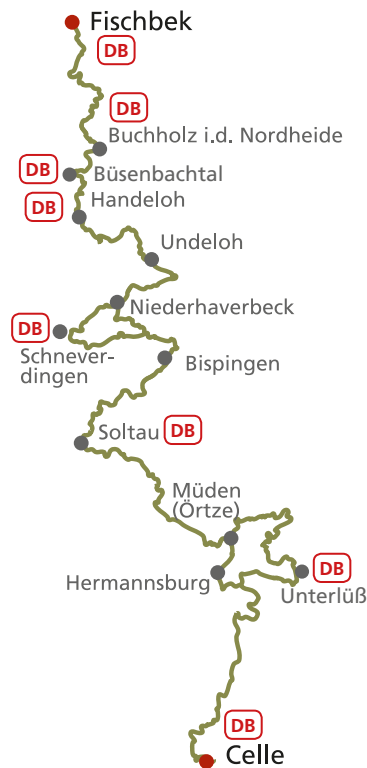 Fischbek
DB
DB
Buchholz i.d. Nordheide
DB
Büsenbachtal
DB
Handeloh
Undeloh
Niederhaverbeck
DB
Schnever-
dingen
Bispingen
Soltau DB
Müden
(Örtze)
Hermannsburg
DB
Unterlüß
DB
Celle